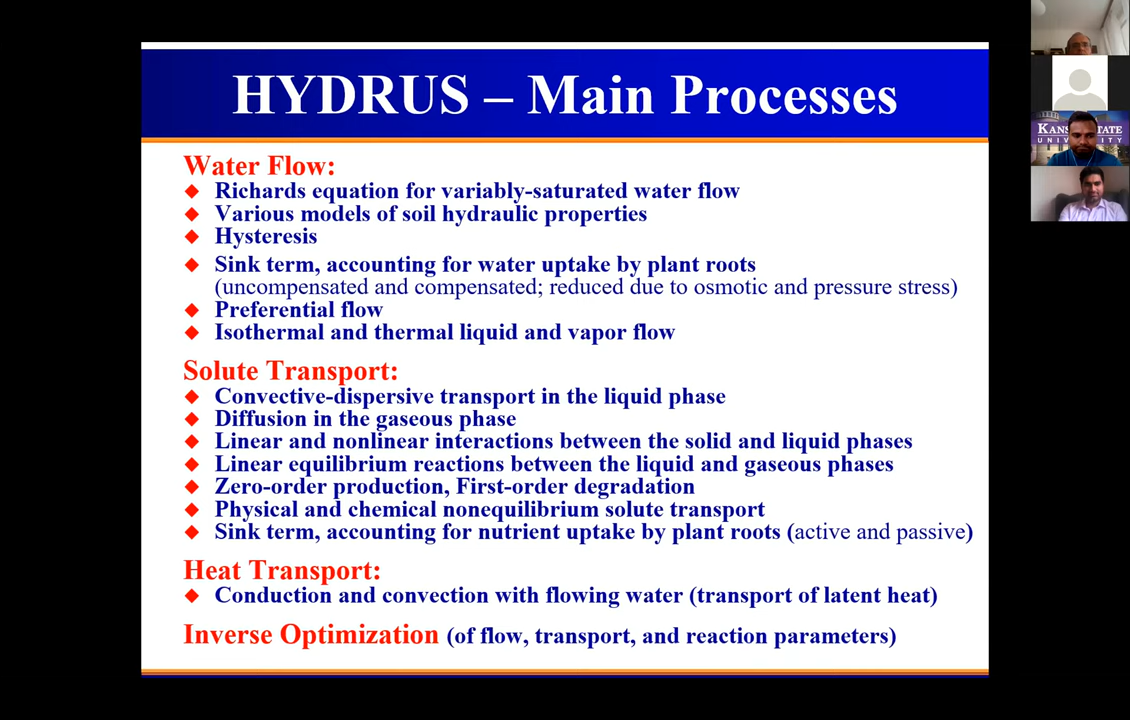 HYDRUS – Main Processes
Water Flow:
Richards equation for variably-saturated water flow
Various models of soil hydraulic properties
Hysteresis
Sink term, accounting for water uptake by plant roots
(uncompensated and compensated; reduced due to osmotic and pressure stress)
Preferential flow
Isothermal and thermal liquid and vapor flow
Solute Transport:
Convective-dispersive transport in the liquid phase
Diffusion in the gaseous phase
Linear and nonlinear interactions between the solid and liquid phases
Linear equilibrium reactions between the liquid and gaseous phases
Zero-order production, First-order degradation
Physical and chemical nonequilibrium solute transport
Sink term, accounting for nutrient uptake by plant roots (active and passive)
Heat Transport:
Conduction and convection with flowing water (transport of latent heat)
Inverse Optimization (of flow, transport, and reaction parameters)